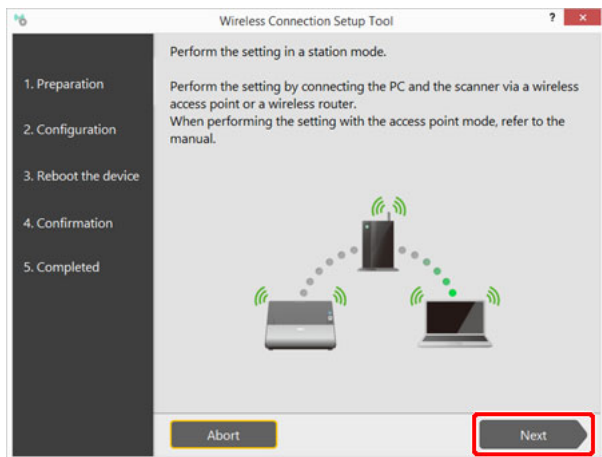 Wireless Connection Setup Tool
?
×
Perform the setting in a station mode.
1. Preparation
2. Configuration
3. Reboot the device
4. Confirmation
5. Completed
Perform the setting by connecting the PC and the scanner via a wireless
access point or a wireless router.
When performing the setting with the access point mode, refer to the
manual.
Abort
Next